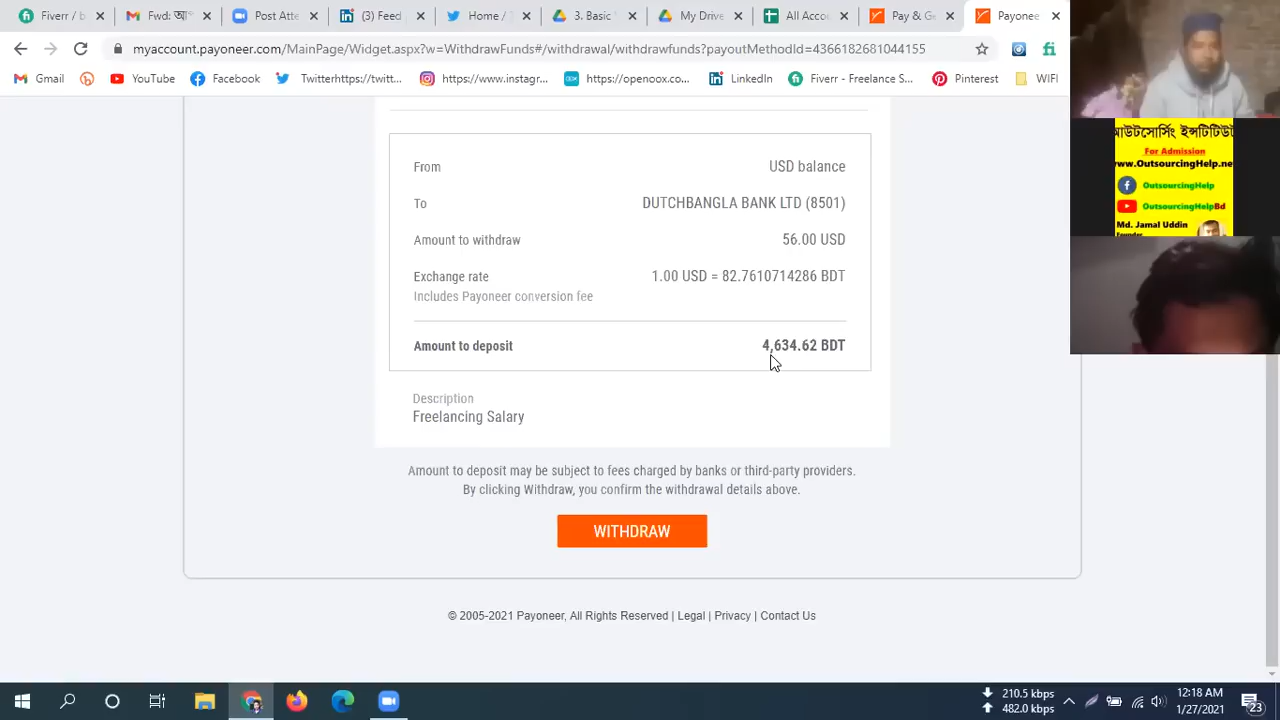 Fiverr / b
Fwd: আ
Post Atte
(3) Feed
Home / T
3. Basic
My Drive
All Accou
Pay & Ge
Payonee
myaccount.payoneer.com/MainPage/Widget.aspx?w=WithdrawFunds#/withdrawal/withdrawfunds?payoutMethodId=4366182681044155
Gmail
YouTube
Facebook
Twitterhttps://twitt...
https://www.instagr...
https://openoox.co...
LinkedIn
Fiverr - Freelance S...
Pinterest
WIFI
From USD balance
To DUTCHBANGLA BANK LTD (8501)
Amount to withdraw 56.00 USD
Exchange rate 1.00 USD = 82.7610714286 BDT
Includes Payoneer conversion fee
Amount to deposit 4,634.62 BDT
Description
Freelancing Salary
Amount to deposit may be subject to fees charged by banks or third-party providers.
By clicking Withdraw, you confirm the withdrawal details above.
WITHDRAW
© 2005-2021 Payoneer, All Rights Reserved | Legal | Privacy | Contact Us
আউটসোর্সিং ইন্সটিটিউ
For Admission
www.OutsourcingHelp.ne
OutsourcingHelp
OutsourcingHelpBd
Md. Jamal Uddin
210.5 kbps
482.0 kbps
12:18 AM
1/27/2021
23